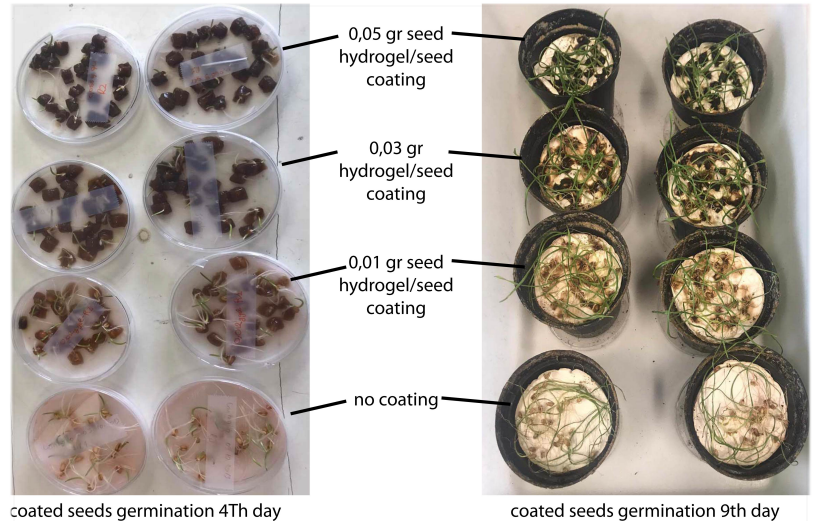 0,05 gr seed
hydrogel/seed
coating
0,03 gr
hydrogel/seed
coating
0,01 gr seed
hydrogel/seed
coating
no coating
coated seeds germination 4Th day
coated seeds germination 9th day